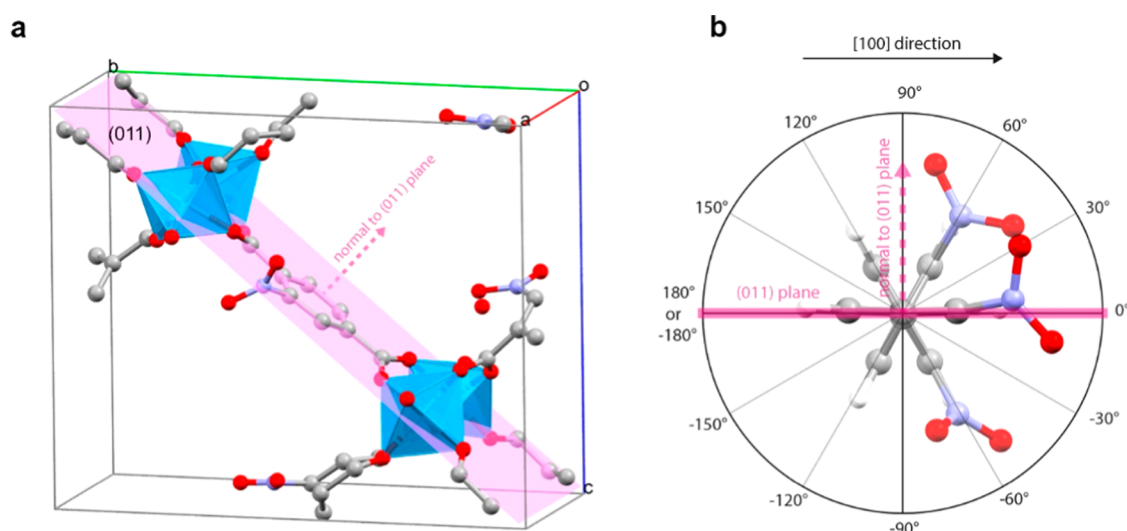 a
b
o
a
(011)
normal to (011) plane
c
b
[100] direction
90°
120°
60°
150°
30°
normal to (011) plane
(011) plane
180°
or
-180°
0°
-150°
-30°
-120°
-60°
-90°